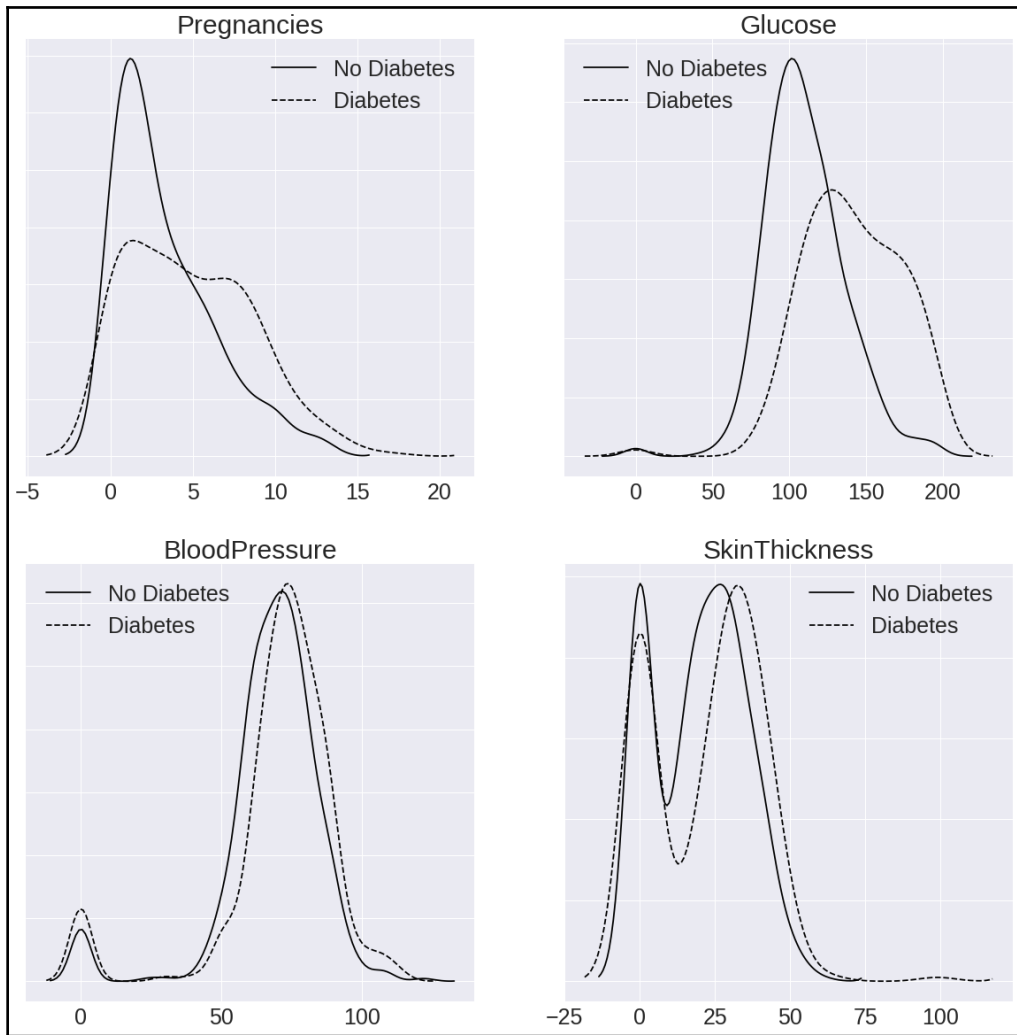 Pregnancies
No Diabetes
Diabetes
−5 0 5 10 15 20
Glucose
No Diabetes
Diabetes
0 50 100 150 200
BloodPressure
No Diabetes
Diabetes
0 100
SkinThickness
No Diabetes
Diabetes
−25 0 25 50 75 100